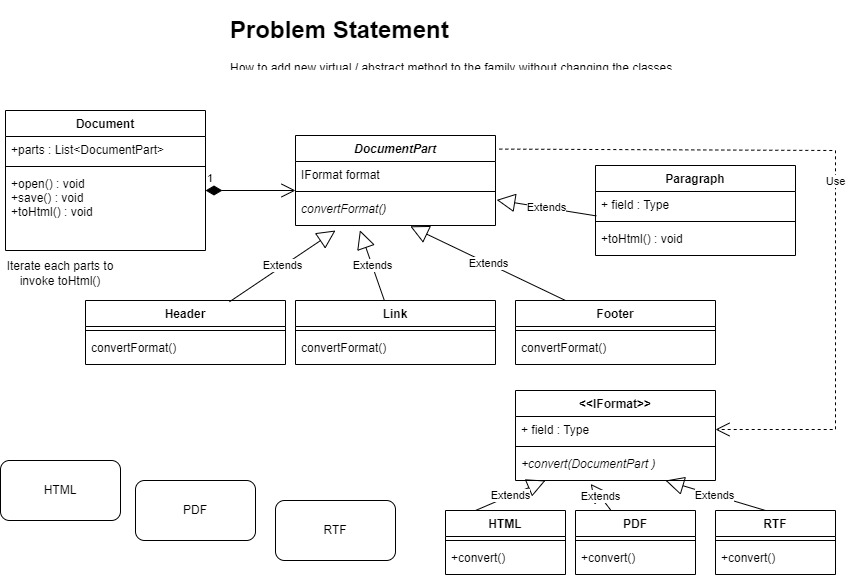 Problem Statement
How to add new virtual / abstract method to the family without changing the classes
Document
+parts : List<DocumentPart>
+open() : void
+save() : void
+toHtml() : void
Iterate each parts to
invoke toHtml()
1
DocumentPart
IFormat format
convertFormat()
Use
Paragraph
+ field : Type
+toHtml() : void
Extends
Extends
Extends
Extends
Header
convertFormat()
Link
convertFormat()
Footer
convertFormat()
<<IFormat>>
+ field : Type
+convert(DocumentPart )
Extends
Extends
Extends
HTML
+convert()
PDF
+convert()
RTF
+convert()
HTML
PDF
RTF